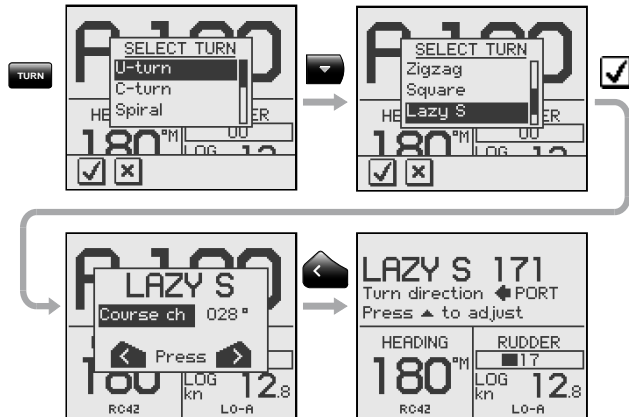 TURN
SELECT TURN
U-turn
C-turn
Spiral
180°M
LOG
SELECT TURN
Zigzag
Square
Lazy S
180°M
LOG
LAZY S
Course ch 028°
< Press >
180
LOG
kn 12.8
RC42 LO-A
LAZY S 171
Turn direction PORT
Press ▲ to adjust
HEADING RUDDER
180°M 17
LOG
kn 12.8
RC42 LO-A